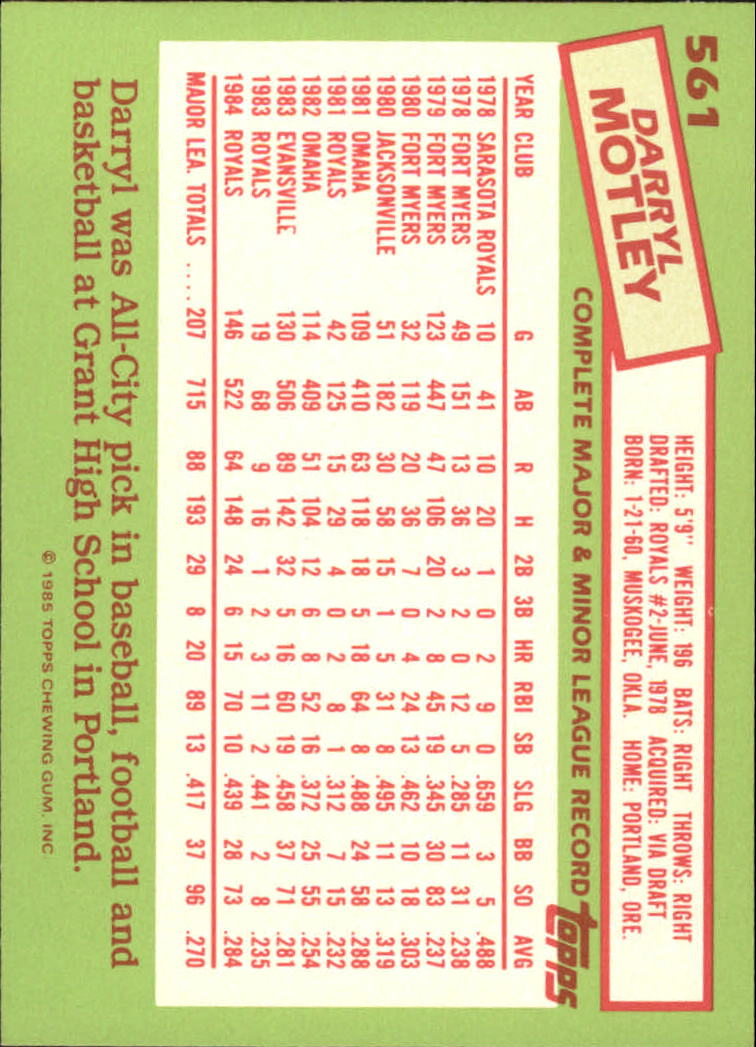 561
DARRYL
MOTLEY
HEIGHT: 5'9" WEIGHT: 196 BATS: RIGHT THROWS: RIGHT
DRAFTED: ROYALS #2-JUNE, 1978 ACQUIRED: VIA DRAFT
BORN: 1-21-60, MUSKOGEE, OKLA. HOME: PORTLAND, ORE.
COMPLETE MAJOR & MINOR LEAGUE RECORD topps
YEAR CLUB G AB R H 2B 3B HR RBI SB SLG BB SO AVG
1978 SARASOTA ROYALS 10 41 10 20 1 0 2 9 0 .659 3 5 .488
1978 FORT MYERS 49 151 13 36 3 2 0 12 5 .285 11 31 .238
1979 FORT MYERS 123 447 47 106 20 2 8 45 19 .345 30 83 .237
1980 FORT MYERS 32 119 20 36 7 0 4 24 13 .462 10 18 .303
1980 JACKSONVILLE 51 182 30 58 15 1 5 31 8 .495 11 13 .319
1981 OMAHA 109 410 63 118 18 5 18 64 8 .488 24 58 .288
1981 ROYALS 42 125 15 29 4 0 2 8 1 .312 7 15 .232
1982 OMAHA 114 409 51 104 12 6 8 52 16 .372 25 55 .254
1983 EVANSVILLE 130 506 89 142 32 5 16 60 19 .458 37 71 .281
1983 ROYALS 19 68 9 16 1 2 3 11 2 .441 2 8 .235
1984 ROYALS 146 522 64 148 24 6 15 70 10 .439 28 73 .284
MAJOR LEA. TOTALS ..... 207 715 88 193 29 8 20 89 13 .417 37 96 .270
Darryl was All-City pick in baseball, football and
basketball at Grant High School in Portland.
© 1985 TOPPS CHEWING GUM, INC